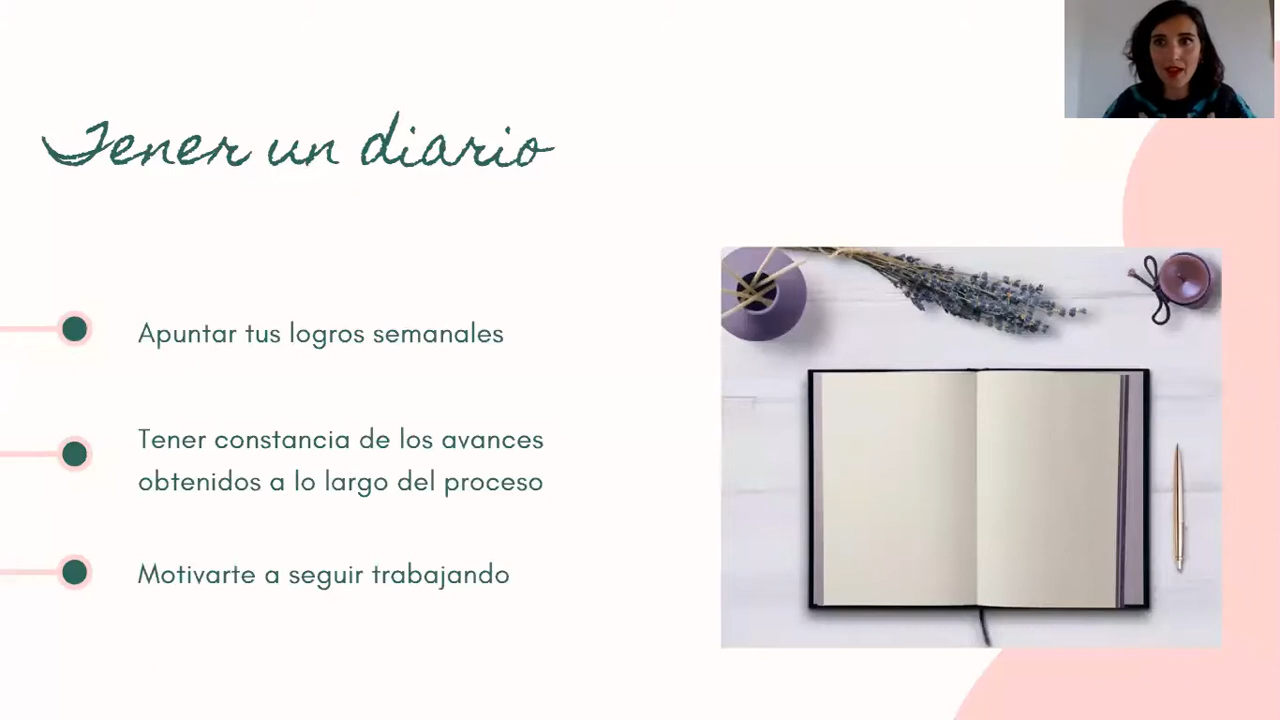 Tener un diario
Apuntar tus logros semanales
Tener constancia de los avances
obtenidos a lo largo del proceso
Motivarte a seguir trabajando